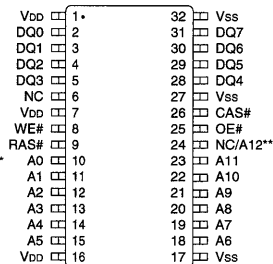 VDD 1 32 VSS
DQ0 2 31 DQ7
DQ1 3 30 DQ6
DQ2 4 29 DQ5
DQ3 5 28 DQ4
NC 6 27 VSS
VDD 7 26 CAS#
WE# 8 25 OE#
RAS# 9 24 NC/A12**
* A0 10 23 A11
A1 11 22 A10
A2 12 21 A9
A3 13 20 A8
A4 14 19 A7
A5 15 18 A6
VDD 16 17 VSS